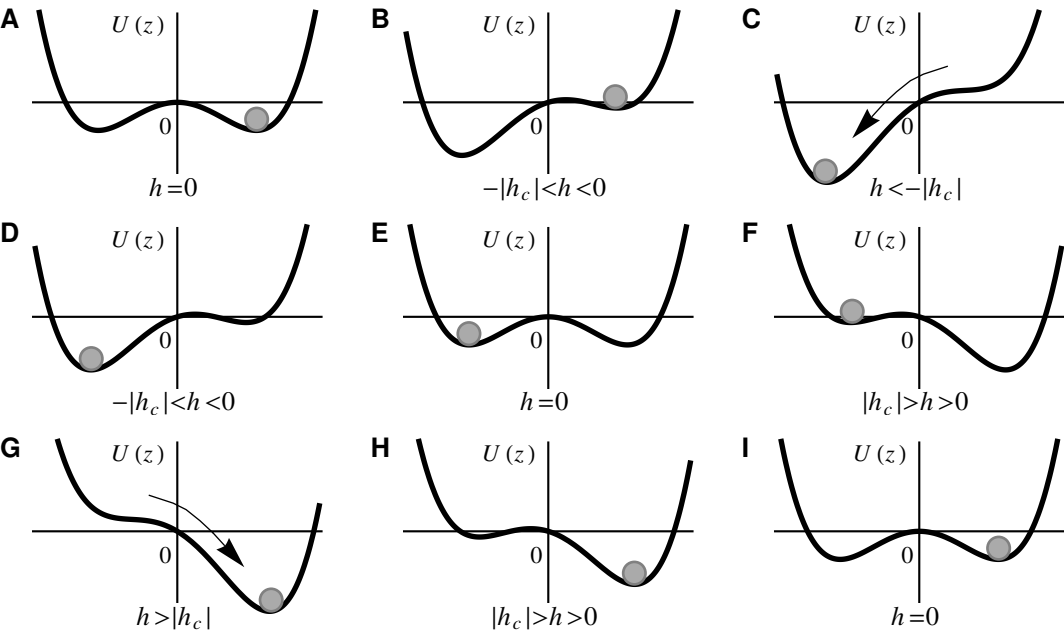 A U(z) B U(z) C U(z)
0 0 0
h=0 −|h_c|<h<0 h<−|h_c|
D U(z) E U(z) F U(z)
0 0 0
−|h_c|<h<0 h=0 |h_c|>h>0
G U(z) H U(z) I U(z)
0 0 0
h>|h_c| |h_c|>h>0 h=0